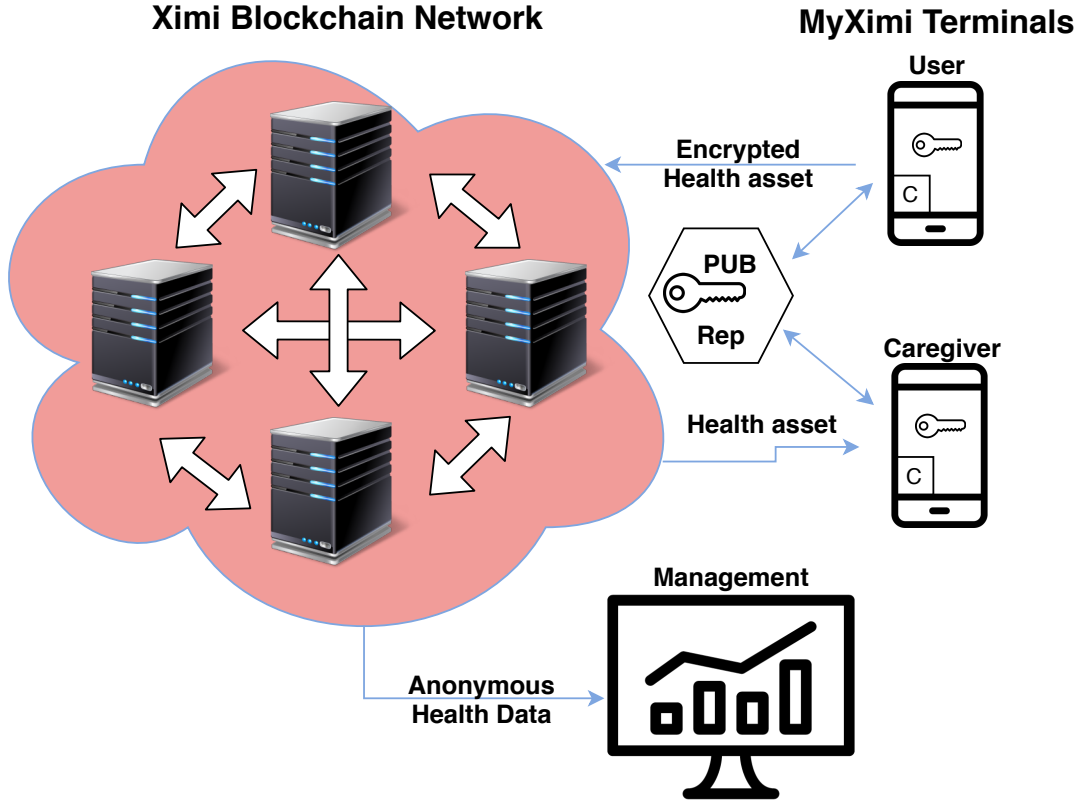 Ximi Blockchain Network
MyXimi Terminals
User
Encrypted
Health asset
C
PUB
Rep
Caregiver
Health asset
C
Management
Anonymous
Health Data